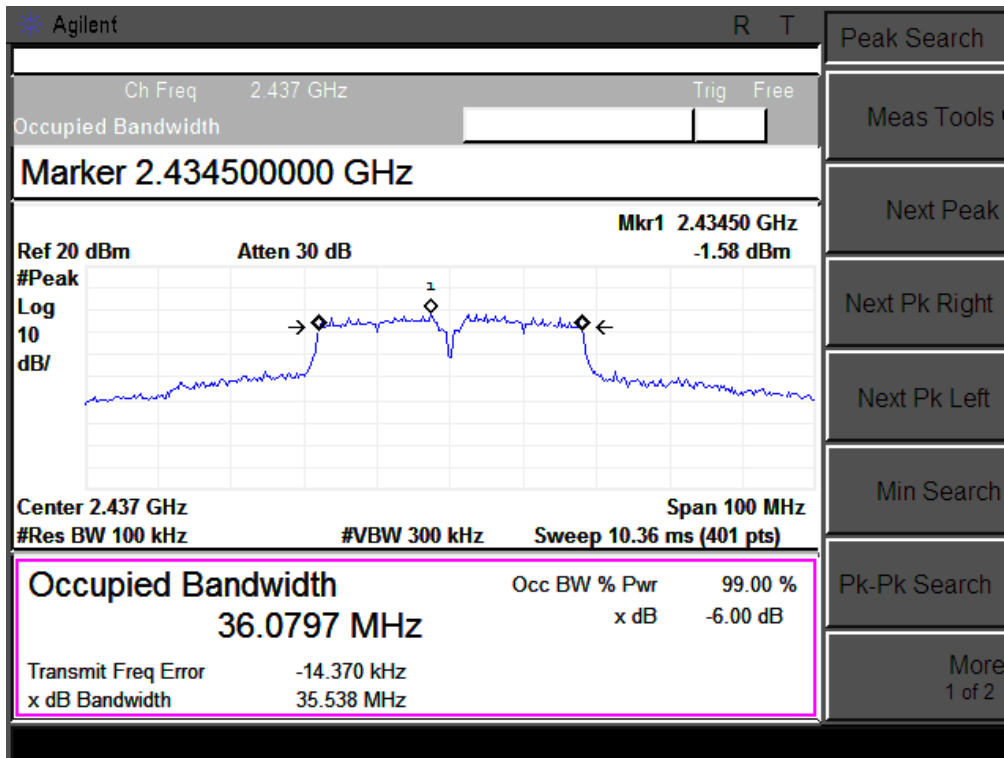 Agilent R T
Ch Freq 2.437 GHz Trig Free
Occupied Bandwidth
Marker 2.434500000 GHz
Mkr1 2.43450 GHz
Ref 20 dBm Atten 30 dB -1.58 dBm
#Peak
Log
10
dB/
1
Center 2.437 GHz Span 100 MHz
#Res BW 100 kHz #VBW 300 kHz Sweep 10.36 ms (401 pts)
Occupied Bandwidth Occ BW % Pwr 99.00 %
36.0797 MHz x dB -6.00 dB
Transmit Freq Error -14.370 kHz
x dB Bandwidth 35.538 MHz
Peak Search
Meas Tools
Next Peak
Next Pk Right
Next Pk Left
Min Search
Pk-Pk Search
More
1 of 2